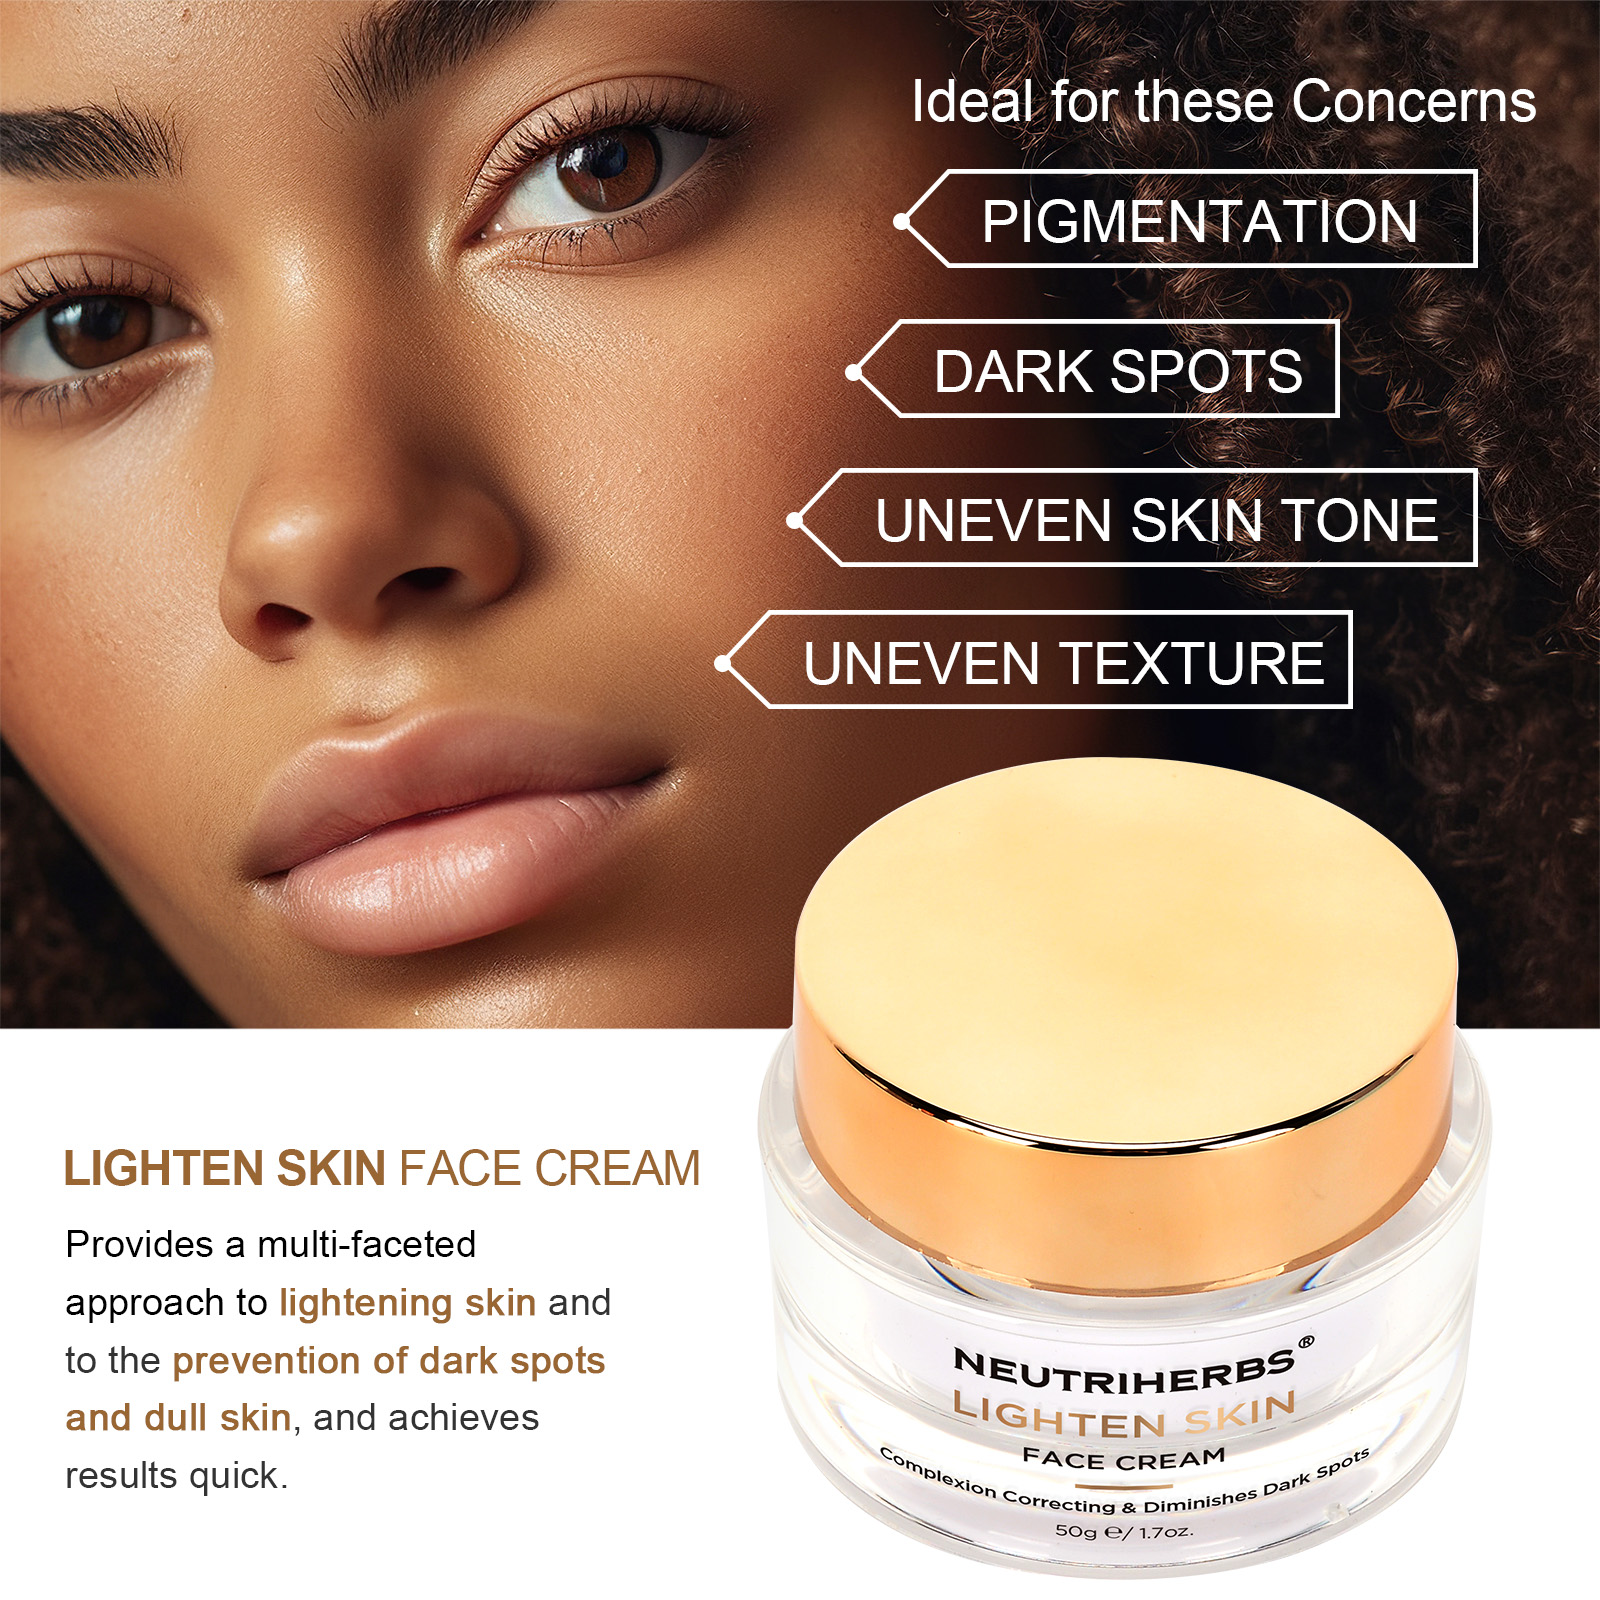 Ideal for these Concerns
PIGMENTATION
DARK SPOTS
UNEVEN SKIN TONE
UNEVEN TEXTURE
LIGHTEN SKIN FACE CREAM
Provides a multi-faceted
approach to lightening skin and
to the prevention of dark spots
and dull skin, and achieves
results quick.
NEUTRIHERBS®
LIGHTEN SKIN
FACE CREAM
Complexion Correcting & Diminishes Dark Spots
50g ℮/ 1.7oz.